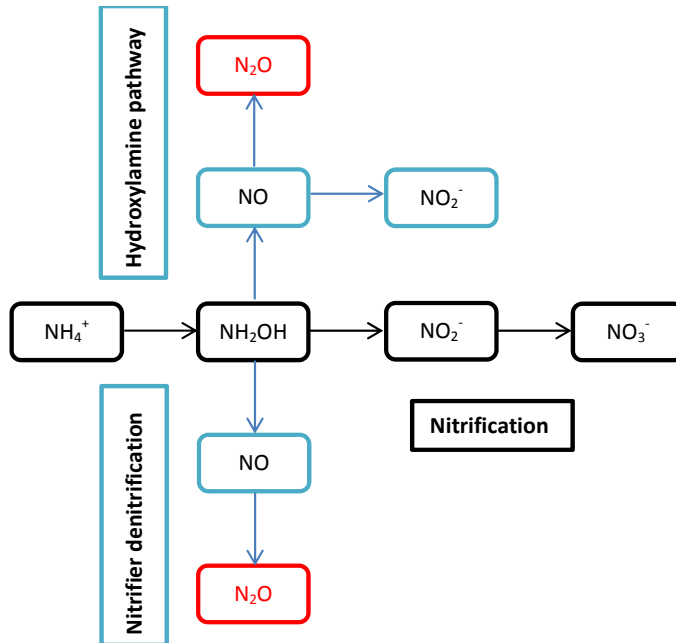 Hydroxylamine pathway
N₂O
NO
NO₂⁻
NH₄⁺
NH₂OH
NO₂⁻
NO₃⁻
Nitrifier denitrification
Nitrification
NO
N₂O